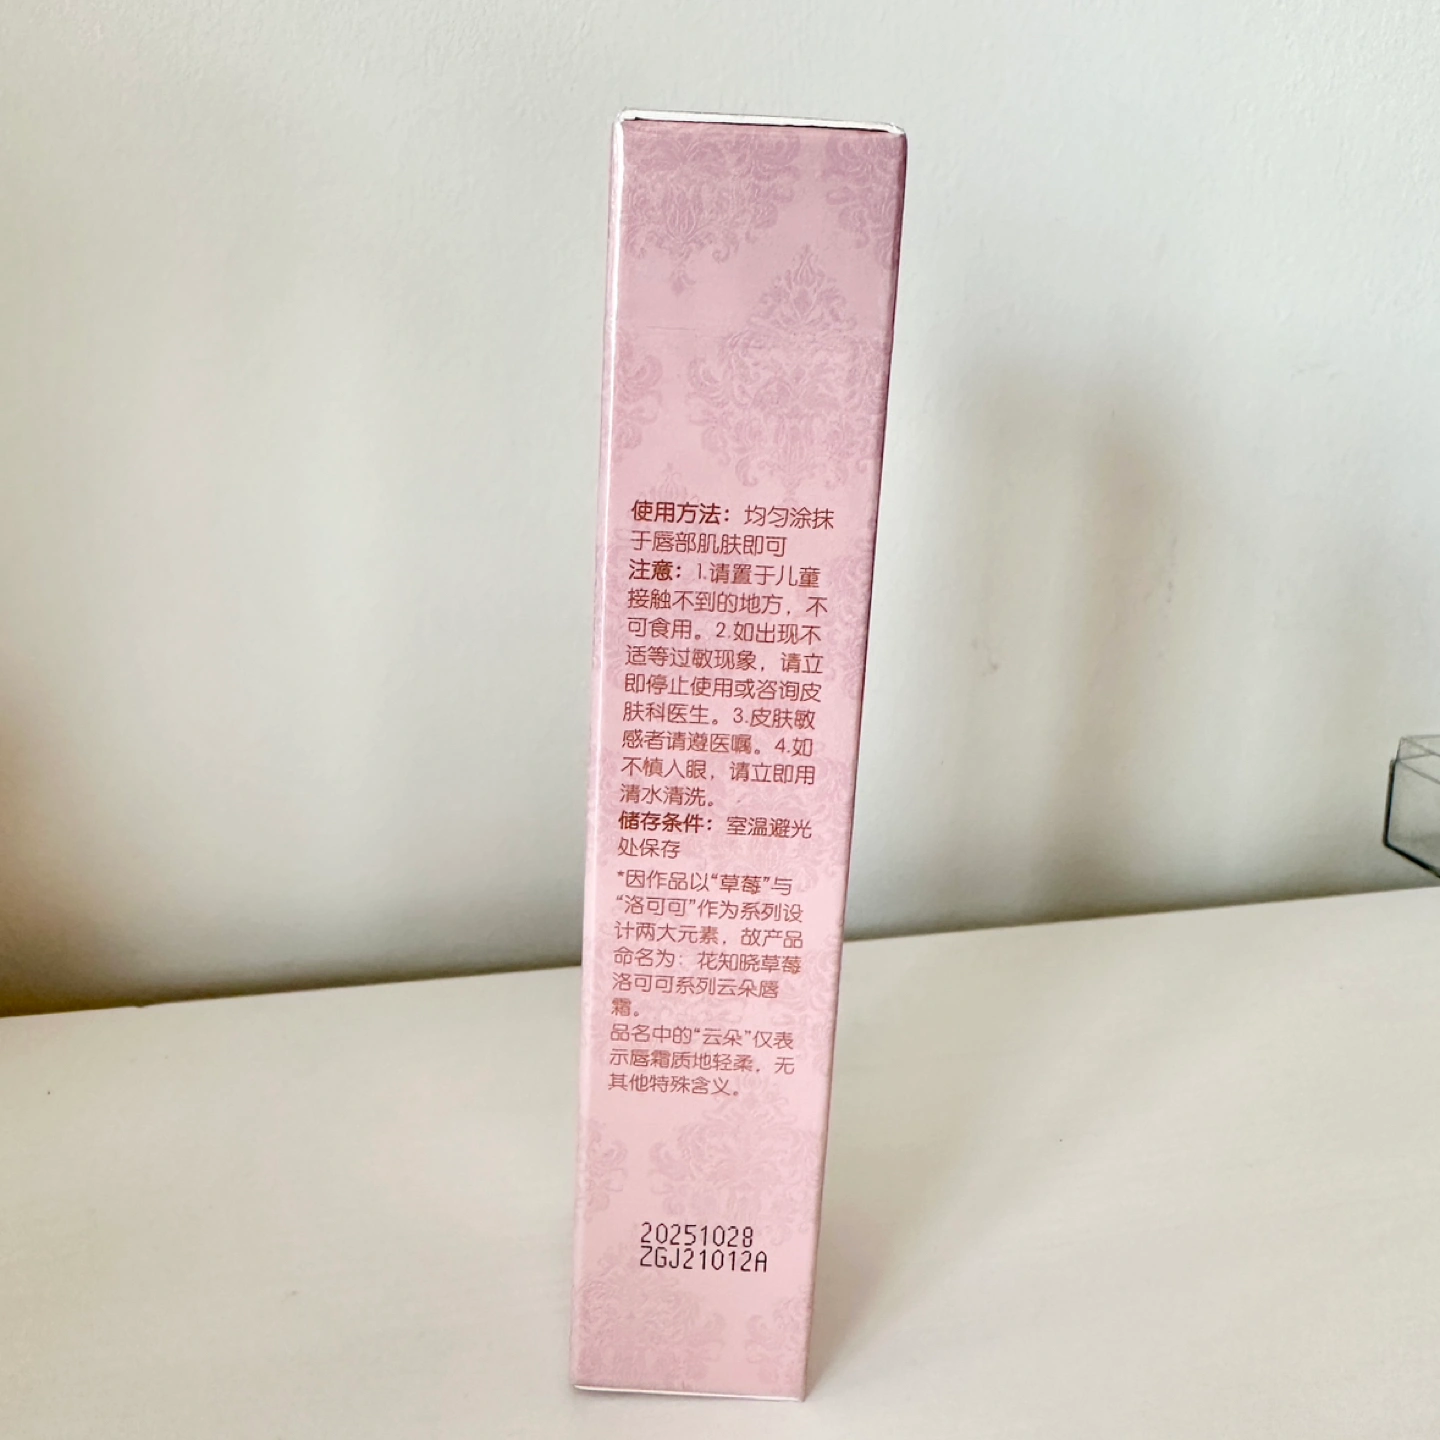 使用方法：均匀涂抹
于唇部肌肤即可
注意：1.请置于儿童
接触不到的地方，不
可食用。2.如出现不
适等过敏现象，请立
即停止使用或咨询皮
肤科医生。3.皮肤敏
感者请遵医嘱。4.如
不慎入眼，请立即用
清水清洗。
储存条件：室温避光
处保存
*因作品以“草莓”与
“洛可可”作为系列设
计两大元素，故产品
命名为：花知晓草莓
洛可可系列云朵唇
霜。
品名中的“云朵”仅表
示唇霜质地轻柔，无
其他特殊含义。
20251028
ZGJ21012A